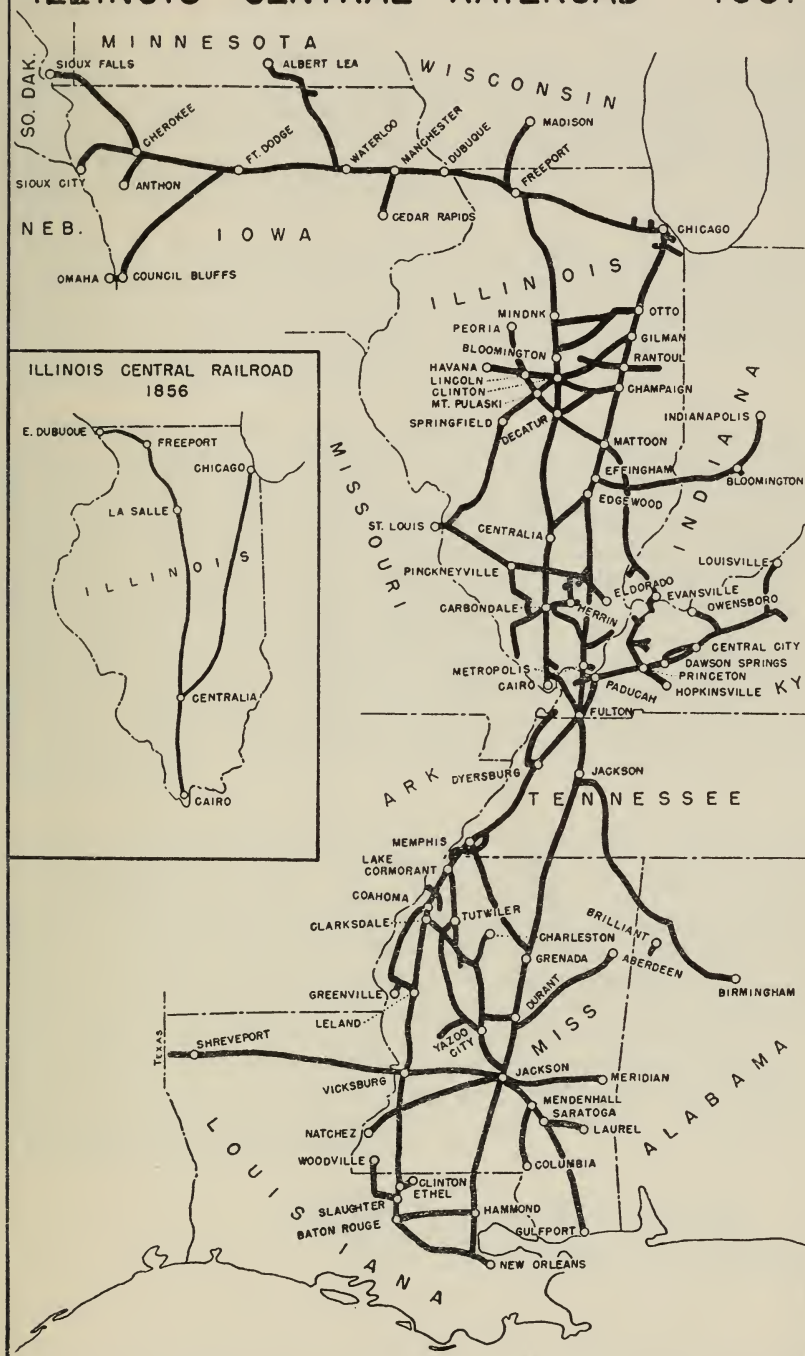 ILLINOIS CENTRAL RAILROAD
MINNESOTA
SO. DAK.
SIOUX FALLS
ALBERT LEA
WISCONSIN
CHEROKEE
FT. DODGE
WATERLOO
MANCHESTER
DUBUQUE
MADISON
FREEPORT
SIOUX CITY
ANTHON
CEDAR RAPIDS
CHICAGO
NEB.
IOWA
OMAHA
COUNCIL BLUFFS
ILLINOIS
MINONK
OTTO
PEORIA
GILMAN
BLOOMINGTON
RANTOUL
HAVANA
LINCOLN
CLINTON
CHAMPAIGN
MT. PULASKI
INDIANAPOLIS
SPRINGFIELD
DECATUR
MATTOON
INDIANA
EFFINGHAM
BLOOMINGTON
EDGEWOOD
MISSOURI
ST. LOUIS
CENTRALIA
LOUISVILLE
PINCKNEYVILLE
ELDORADO
EVANSVILLE
OWENSBORO
CARBONDALE
HERRIN
CENTRAL CITY
METROPOLIS
DAWSON SPRINGS
PRINCETON
CAIRO
PADUCAH
HOPKINSVILLE
KY
FULTON
ILLINOIS CENTRAL RAILROAD
1856
E. DUBUQUE
FREEPORT
CHICAGO
LA SALLE
ILLINOIS
CENTRALIA
CAIRO
ARK
DYERSBURG
JACKSON
TENNESSEE
MEMPHIS
LAKE
CORMORANT
COAHOMA
CLARKSDALE
TUTWILER
BRILLIANT
CHARLESTON
ABERDEEN
GRENADA
BIRMINGHAM
GREENVILLE
LELAND
DURANT
YAZOO
CITY
MISS
TEXAS
SHREVEPORT
VICKSBURG
JACKSON
MERIDIAN
ALABAMA
MENDENHALL
SARATOGA
NATCHEZ
LAUREL
LOUISIANA
WOODVILLE
COLUMBIA
CLINTON
ETHEL
SLAUGHTER
HAMMOND
BATON ROUGE
GULFPORT
NEW ORLEANS